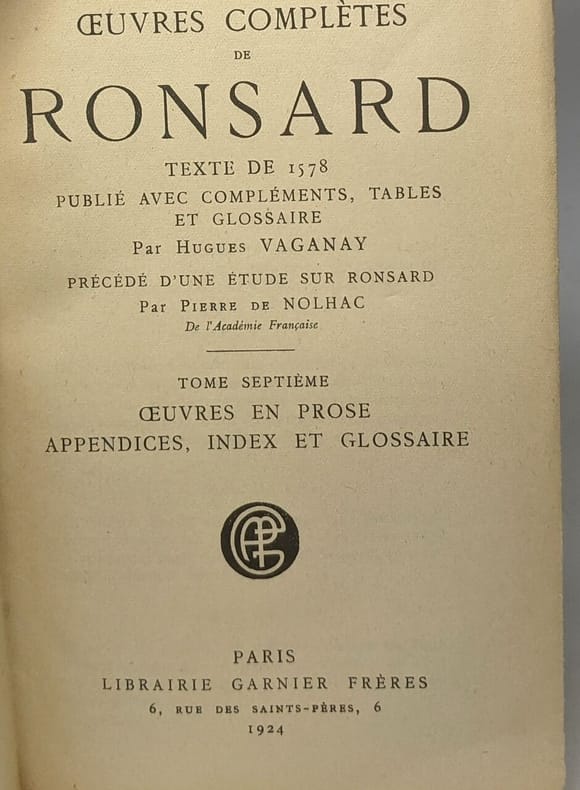 ŒUVRES COMPLÈTES
DE
RONSARD
TEXTE DE 1578
PUBLIÉ AVEC COMPLÉMENTS, TABLES
ET GLOSSAIRE
Par Hugues VAGANAY
PRÉCÉDÉ D'UNE ÉTUDE SUR RONSARD
Par Pierre de NOLHAC
De l'Académie Française
TOME SEPTIÈME
ŒUVRES EN PROSE
APPENDICES, INDEX ET GLOSSAIRE
PARIS
LIBRAIRIE GARNIER FRÈRES
6, RUE DES SAINTS-PÈRES, 6
1924